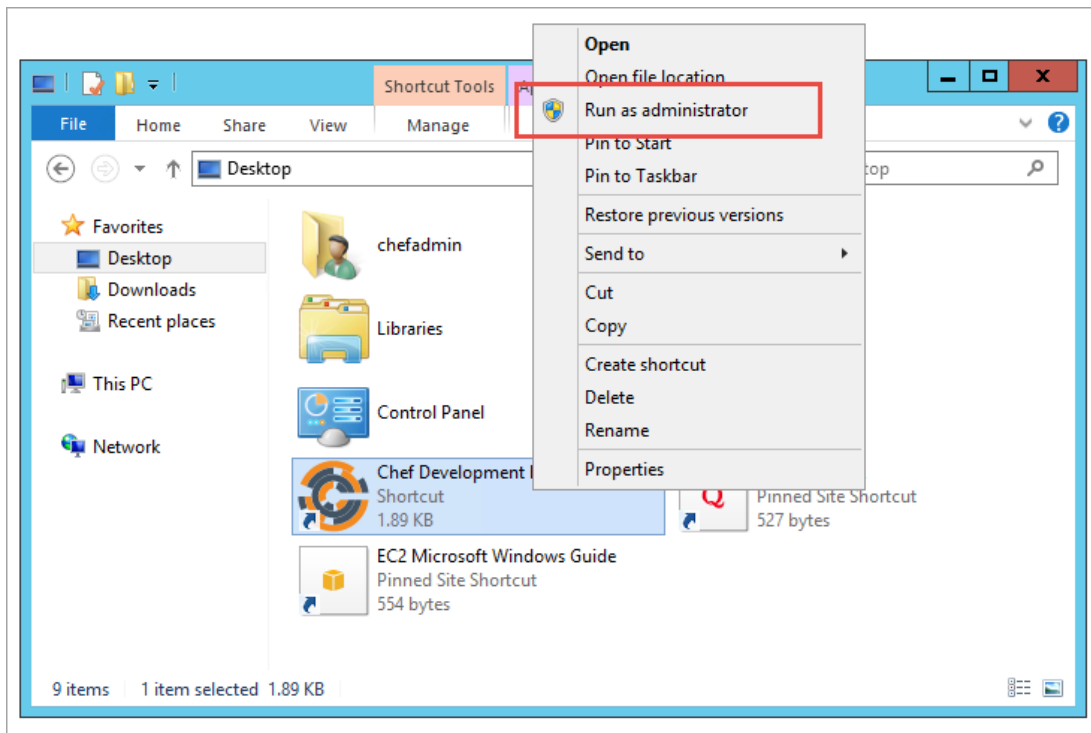 Shortcut Tools
File
Home
Share
View
Manage
Desktop
Favorites
Desktop
Downloads
Recent places
This PC
Network
chefadmin
Libraries
Control Panel
Chef Development
Shortcut
1.89 KB
EC2 Microsoft Windows Guide
Pinned Site Shortcut
554 bytes
Pinned Site Shortcut
527 bytes
Open
Open file location
Run as administrator
Pin to Start
Pin to Taskbar
Restore previous versions
Send to
Cut
Copy
Create shortcut
Delete
Rename
Properties
9 items
1 item selected 1.89 KB